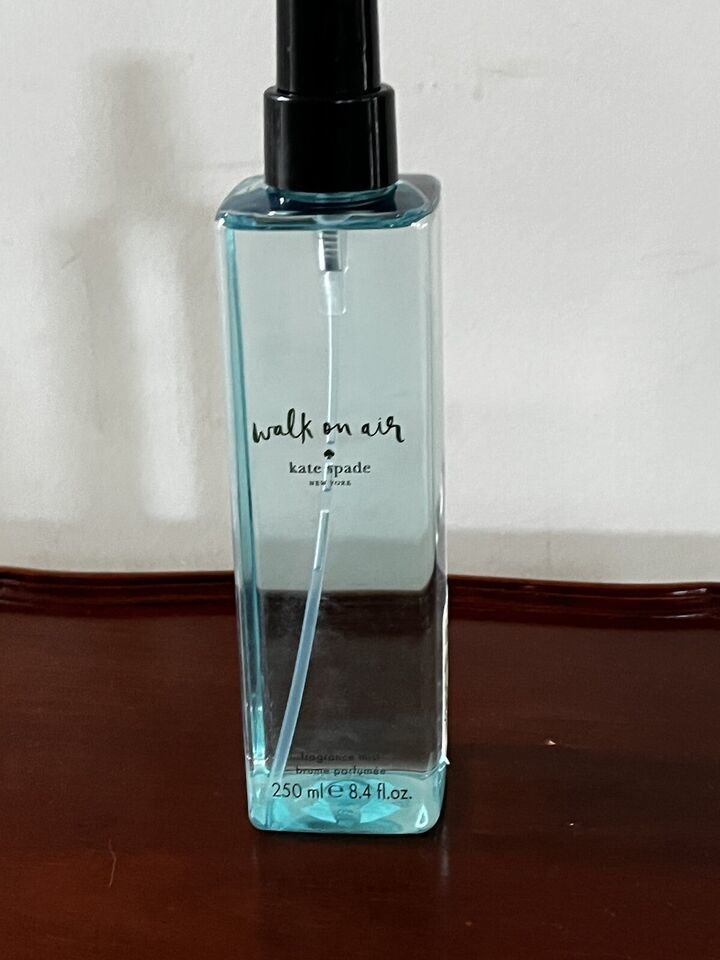 walk on air
kate spade
NEW YORK
fragrance mist
brume parfumée
250 ml ℮ 8.4 fl.oz.